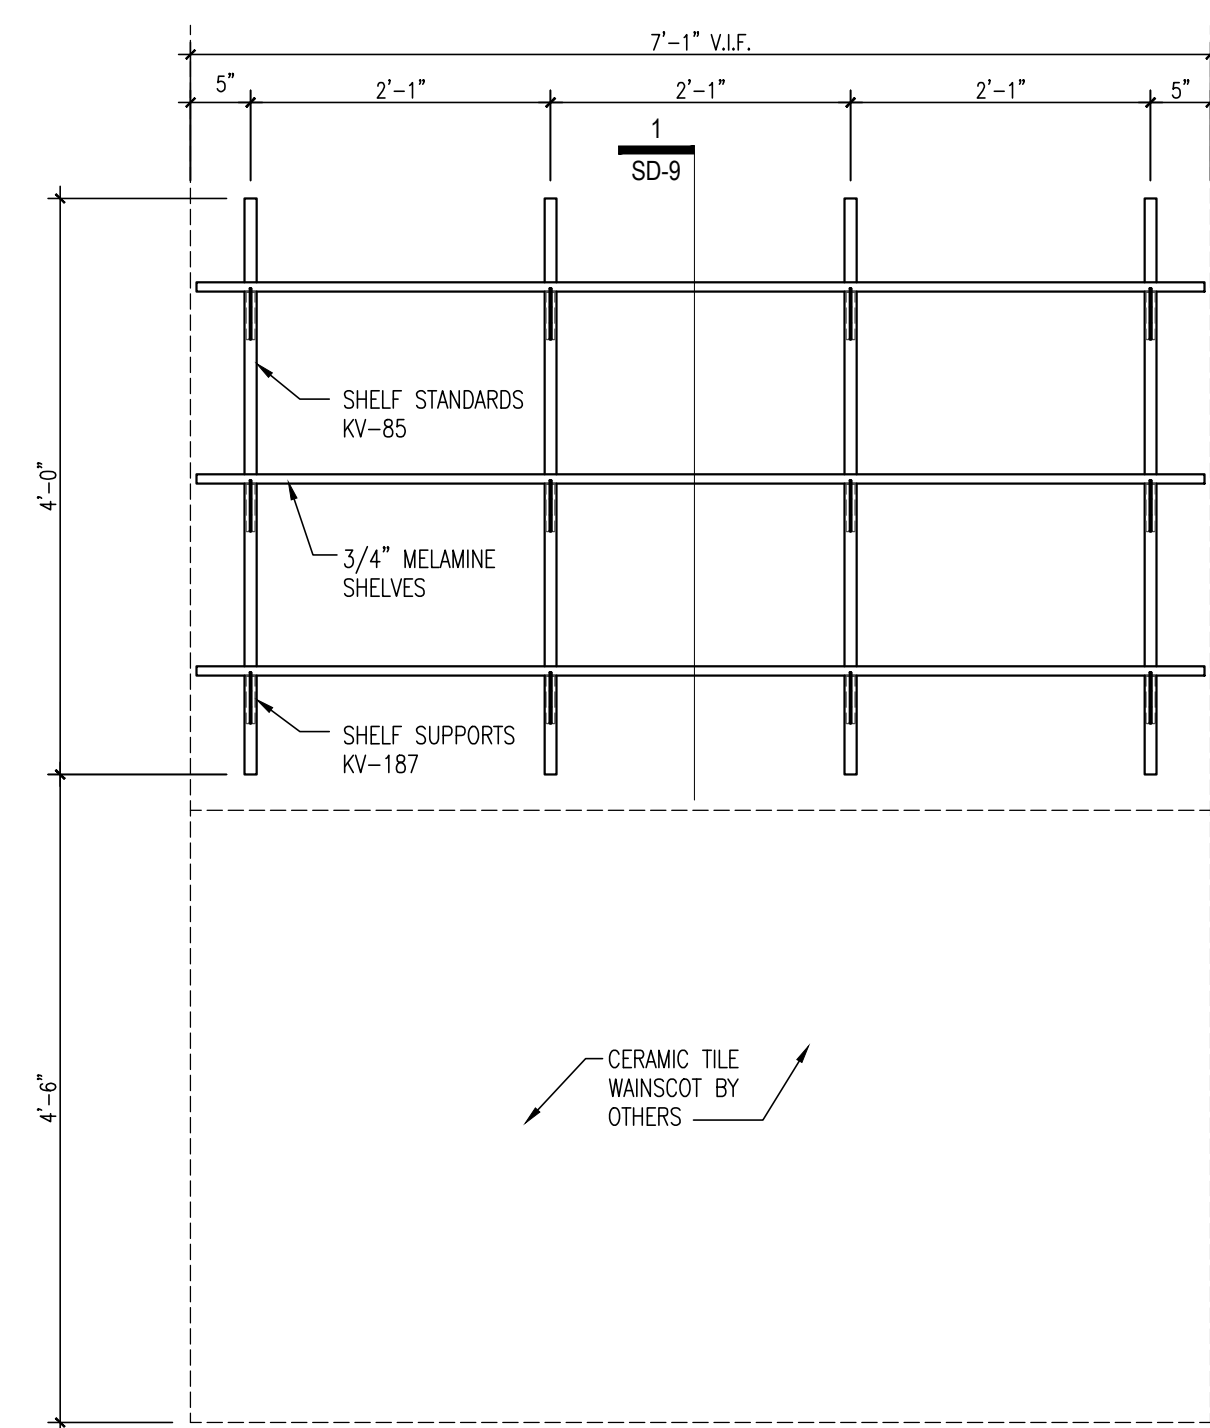 7'-1" V.I.F.
5" 2'-1" 2'-1" 2'-1" 5"
1
SD-9
SHELF STANDARDS
KV-85
4'-0"
3/4" MELAMINE
SHELVES
SHELF SUPPORTS
KV-187
CERAMIC TILE
WAINSCOT BY
OTHERS
4'-6"